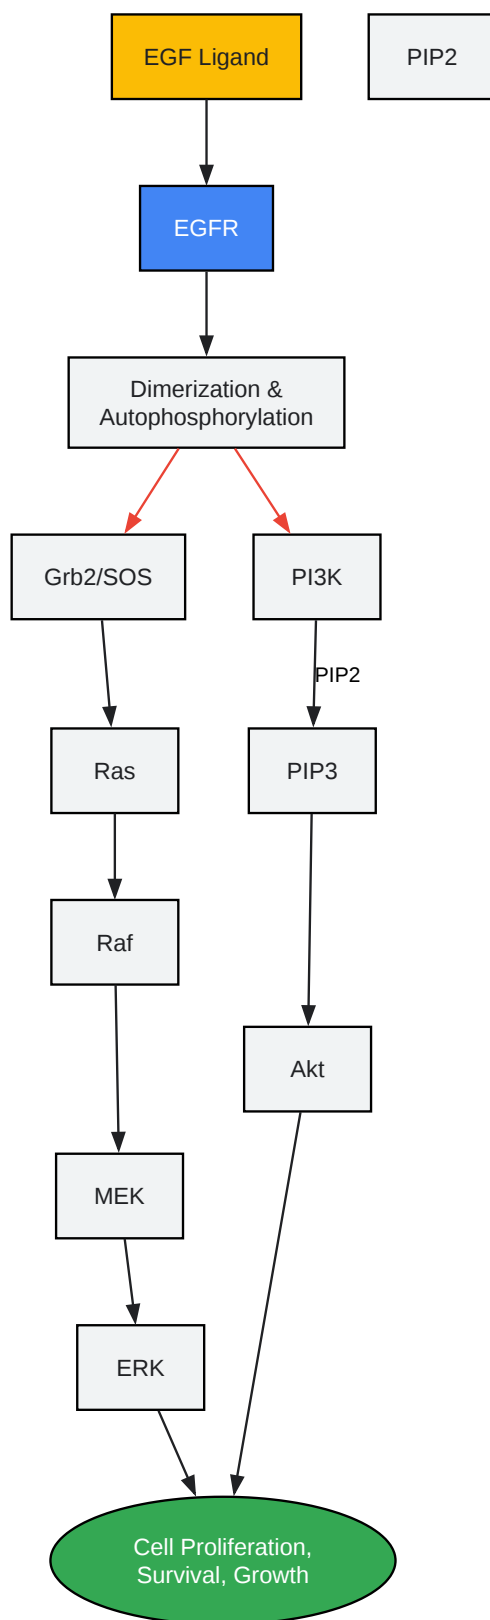 EGF Ligand
PIP2
EGFR
Dimerization &
Autophosphorylation
Grb2/SOS
PI3K
PIP2
Ras
PIP3
Raf
Akt
MEK
ERK
Cell Proliferation,
Survival, Growth